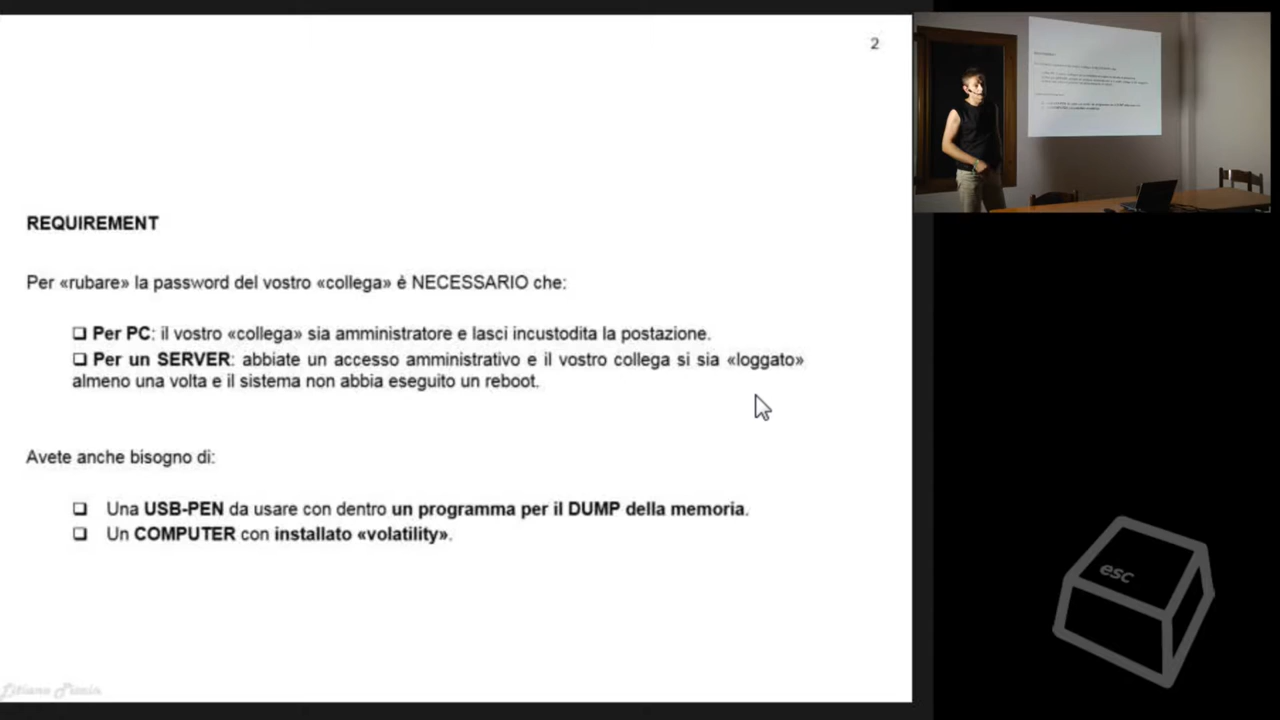 2
REQUIREMENT
Per «rubare» la password del vostro «collega» è NECESSARIO che:
❑ Per PC: il vostro «collega» sia amministratore e lasci incustodita la postazione.
❑ Per un SERVER: abbiate un accesso amministrativo e il vostro collega si sia «loggato»
almeno una volta e il sistema non abbia eseguito un reboot.
Avete anche bisogno di:
❑ Una USB-PEN da usare con dentro un programma per il DUMP della memoria.
❑ Un COMPUTER con installato «volatility».
esc